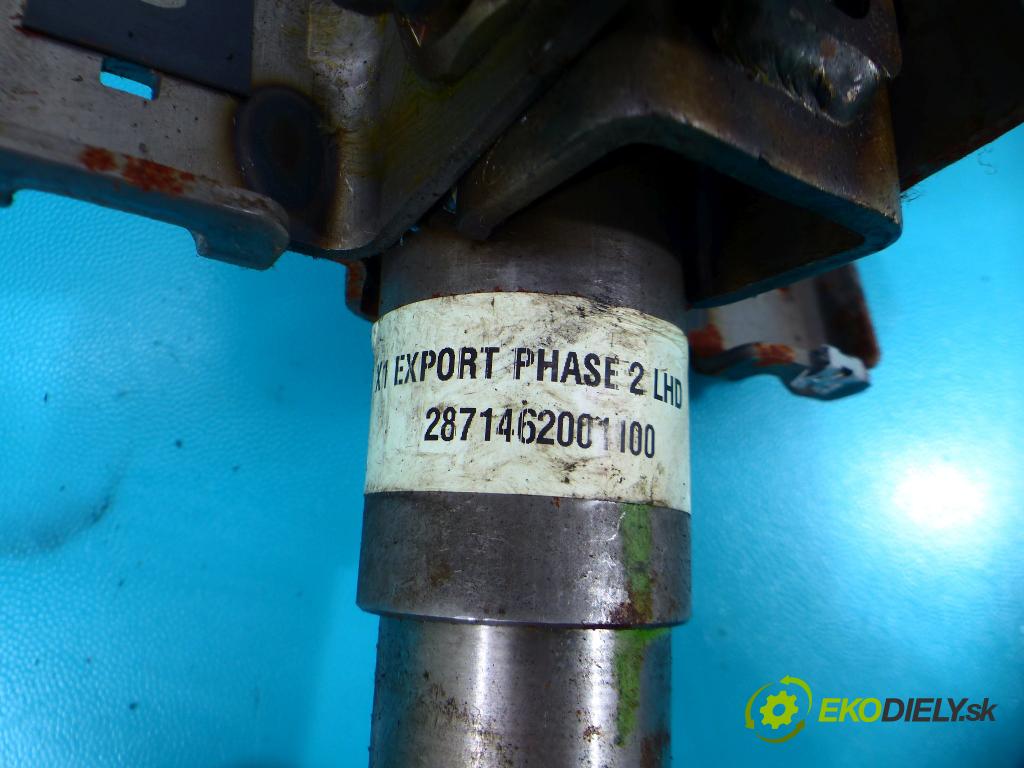 X1 EXPORT PHASE 2 LHD
2871462001100
EKODIELY.sk